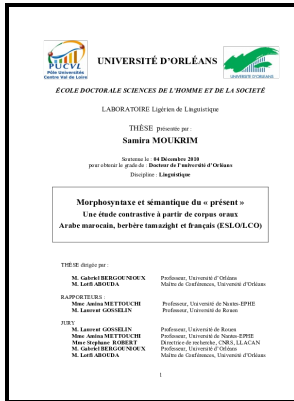 PUCVL
Pôle Universitaire
Centre Val de Loire
UNIVERSITÉ D'ORLÉANS
UNIVERSITE D'ORLEANS
ÉCOLE DOCTORALE SCIENCES DE L'HOMME ET DE LA SOCIETÉ
LABORATOIRE Ligérien de Linguistique
THÈSE présentée par :
Samira MOUKRIM
Soutenue le : 04 Décembre 2010
pour obtenir le grade de : Docteur de l'université d'Orléans
Discipline : Linguistique
Morphosyntaxe et sémantique du « présent »
Une étude contrastive à partir de corpus oraux
Arabe marocain, berbère tamazight et français (ESLO/LCO)
THÈSE dirigée par :
M. Gabriel BERGOUNIOUX Professeur, Université d'Orléans
M. Lotfi ABOUDA Maître de Conférences, Université d'Orléans
RAPPORTEURS :
Mme Amina METTOUCHI Professeur, Université de Nantes-EPHE
M. Laurent GOSSELIN Professeur, Université de Rouen
JURY
M. Laurent GOSSELIN Professeur, Université de Rouen
Mme Amina METTOUCHI Professeur, Université de Nantes-EPHE
Mme Stephane ROBERT Directrice de recherche, CNRS, LLACAN
M. Gabriel BERGOUNIOUX Professeur, Université d'Orléans
M. Lotfi ABOUDA Maître de Conférences, Université d'Orléans
1